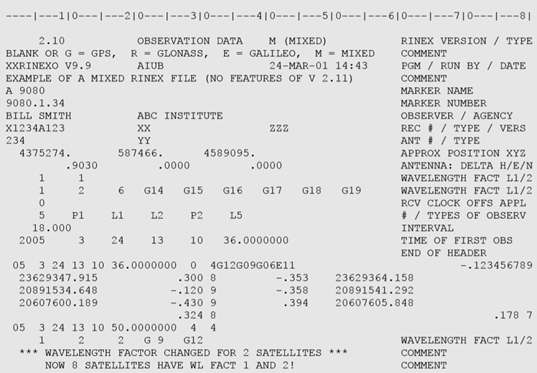 ----|---1|0---|---2|0---|---3|0---|---4|0---|---5|0---|---6|0---|---7|0---|---8|
2.10 OBSERVATION DATA M (MIXED) RINEX VERSION / TYPE
BLANK OR G = GPS, R = GLONASS, E = GALILEO, M = MIXED COMMENT
XXRINEXO V9.9 AIUB 24-MAR-01 14:43 PGM / RUN BY / DATE
EXAMPLE OF A MIXED RINEX FILE (NO FEATURES OF V 2.11) COMMENT
A 9080 MARKER NAME
9080.1.34 MARKER NUMBER
BILL SMITH ABC INSTITUTE OBSERVER / AGENCY
X1234A123 XX ZZZ REC # / TYPE / VERS
234 YY ANT # / TYPE
4375274. 587466. 4589095. APPROX POSITION XYZ
.9030 .0000 .0000 ANTENNA: DELTA H/E/N
1 1 WAVELENGTH FACT L1/2
1 2 6 G14 G15 G16 G17 G18 G19 WAVELENGTH FACT L1/2
0 RCV CLOCK OFFS APPL
5 P1 L1 L2 P2 L5 # / TYPES OF OBSERV
18.000 INTERVAL
2005 3 24 13 10 36.0000000 TIME OF FIRST OBS
END OF HEADER
05 3 24 13 10 36.0000000 0 4G12G09G06E11 -.123456789
23629347.915 .300 8 -.353 23629364.158
20891534.648 -.120 9 -.358 20891541.292
20607600.189 -.430 9 .394 20607605.848
.324 8 .178 7
05 3 24 13 10 50.0000000 4 4
1 2 2 G 9 G12 WAVELENGTH FACT L1/2
*** WAVELENGTH FACTOR CHANGED FOR 2 SATELLITES *** COMMENT
NOW 8 SATELLITES HAVE WL FACT 1 AND 2! COMMENT